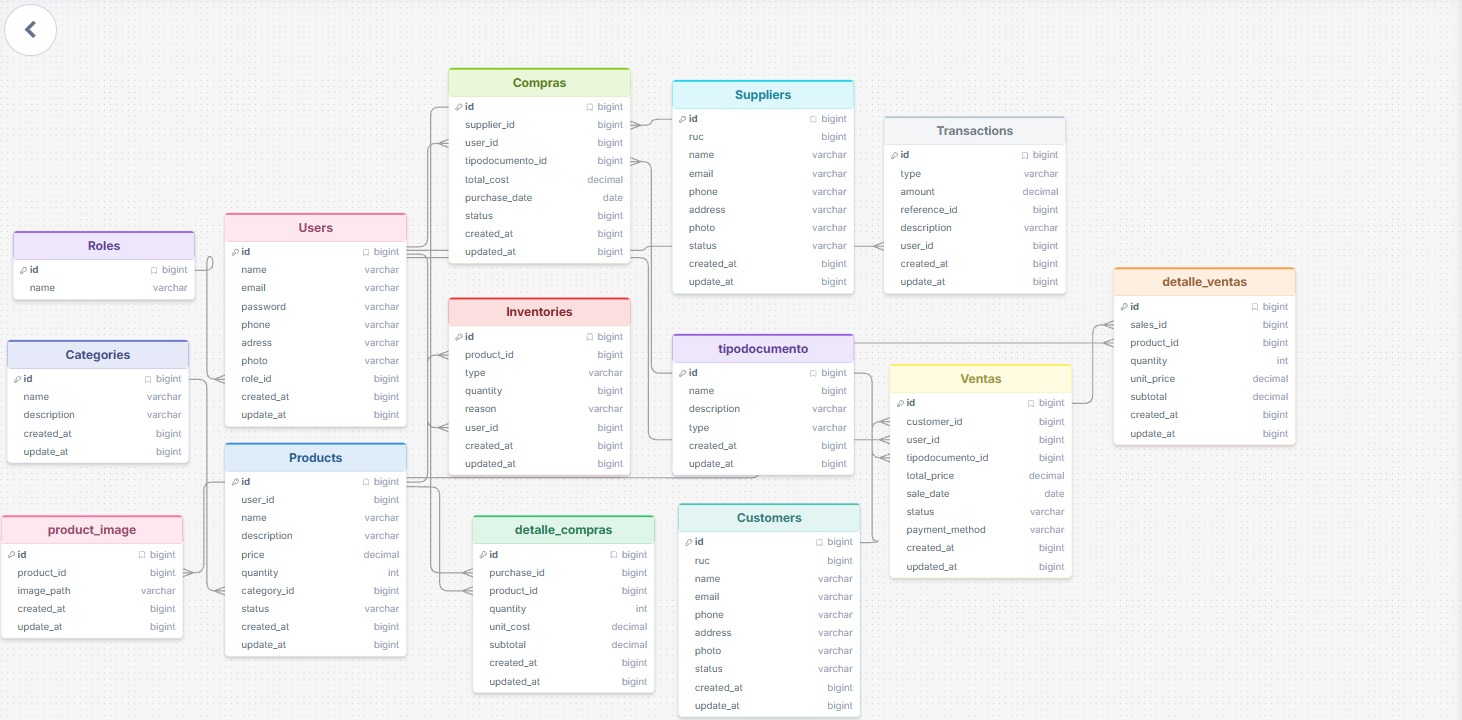 Compras
id bigint
supplier_id bigint
user_id bigint
tipodocumento_id bigint
total_cost decimal
purchase_date date
status bigint
created_at bigint
updated_at bigint
Suppliers
id bigint
ruc bigint
name varchar
email varchar
phone varchar
address varchar
photo varchar
status varchar
created_at bigint
update_at bigint
Transactions
id bigint
type varchar
amount decimal
reference_id bigint
description varchar
user_id bigint
created_at bigint
update_at bigint
Roles
id bigint
name varchar
Users
id bigint
name varchar
email varchar
password varchar
phone varchar
adress varchar
photo varchar
role_id bigint
created_at bigint
update_at bigint
Inventories
id bigint
product_id bigint
type varchar
quantity bigint
reason varchar
user_id bigint
created_at bigint
updated_at bigint
tipodocumento
id bigint
name bigint
description varchar
type varchar
created_at bigint
update_at bigint
detalle_ventas
id bigint
sales_id bigint
product_id bigint
quantity int
unit_price decimal
subtotal decimal
created_at bigint
update_at bigint
Categories
id bigint
name varchar
description varchar
created_at bigint
update_at bigint
Ventas
id bigint
customer_id bigint
user_id bigint
tipodocumento_id bigint
total_price decimal
sale_date date
status varchar
payment_method varchar
created_at bigint
updated_at bigint
Products
id bigint
user_id bigint
name varchar
description varchar
price decimal
quantity int
category_id bigint
status varchar
created_at bigint
update_at bigint
product_image
id bigint
product_id bigint
image_path varchar
created_at bigint
update_at bigint
detalle_compras
id bigint
purchase_id bigint
product_id bigint
quantity int
unit_cost decimal
subtotal decimal
created_at bigint
updated_at bigint
Customers
id bigint
ruc bigint
name varchar
email varchar
phone varchar
address varchar
photo varchar
status varchar
created_at bigint
update_at bigint